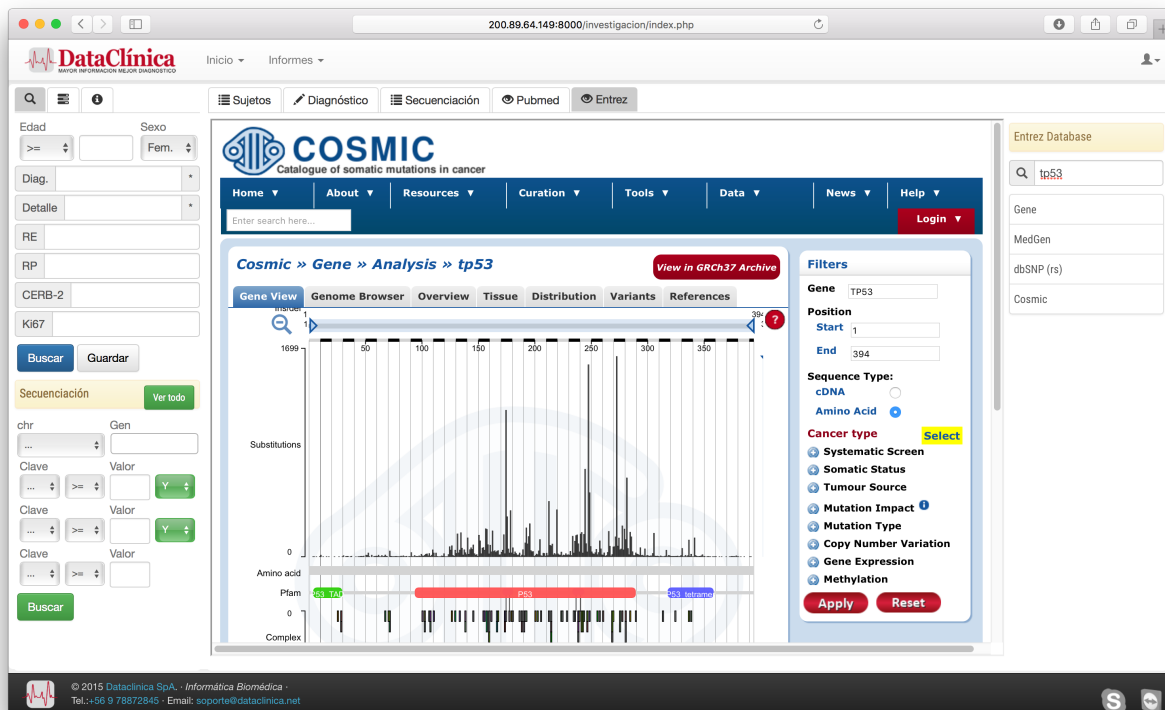 200.89.64.149:8000/investigacion/index.php
DataClínica
MAYOR INFORMACION MEJOR DIAGNOSTICO
Inicio
Informes
Sujetos
Diagnóstico
Secuenciación
Pubmed
Entrez
Edad
Sexo
>=
Fem.
Diag.
*
Detalle
*
RE
RP
CERB-2
Ki67
Buscar
Guardar
Secuenciación
Ver todo
chr
Gen
...
Clave
Valor
...
>=
Y
Clave
Valor
...
>=
Y
Clave
Valor
...
>=
Buscar
COSMIC
Catalogue of somatic mutations in cancer
Home ▼
About ▼
Resources ▼
Curation ▼
Tools ▼
Data ▼
News ▼
Help ▼
Enter search here...
Login ▼
Cosmic » Gene » Analysis » tp53
View in GRCh37 Archive
Gene View
Genome Browser
Overview
Tissue
Distribution
Variants
References
1
394
1
?
1699
50
100
150
200
250
300
350
Substitutions
0
Amino acid
Pfam
P53_TAD
P53
P53_tetramer
0
Complex
Filters
Gene
TP53
Position
Start
1
End
394
Sequence Type:
cDNA
Amino Acid
Cancer type
Select
Systematic Screen
Somatic Status
Tumour Source
Mutation Impact
Mutation Type
Copy Number Variation
Gene Expression
Methylation
Apply
Reset
Entrez Database
tp53
Gene
MedGen
dbSNP (rs)
Cosmic
© 2015 Dataclinica SpA. · Informática Biomédica ·
Tel.:+56 9 78872845 · Email: soporte@dataclinica.net